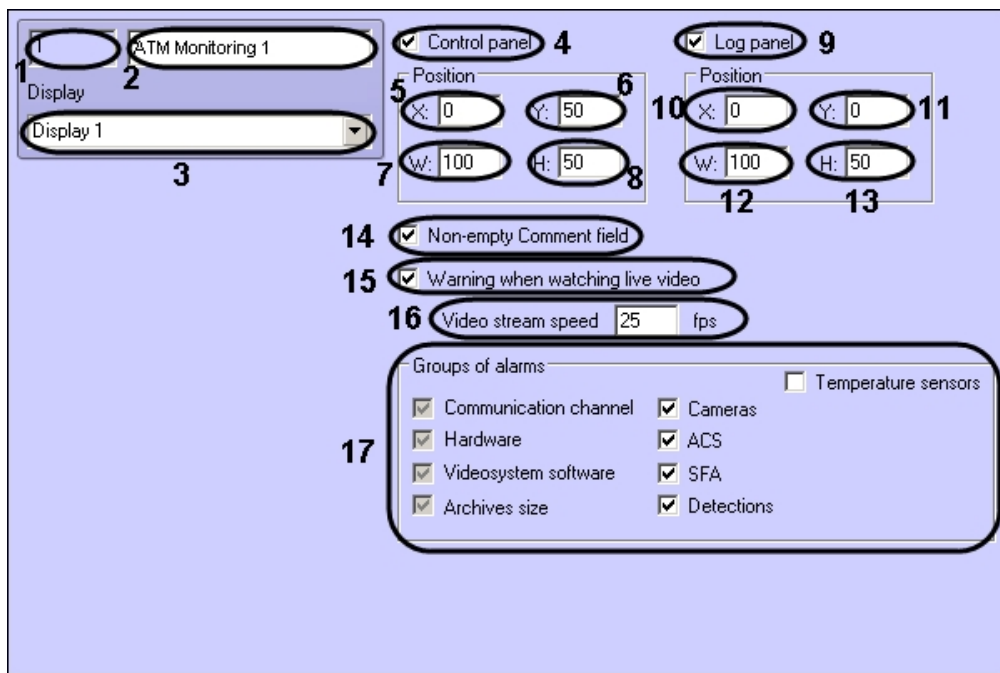 1 ATM Monitoring 1
1 2
Display
Display 1
3
Control panel 4
Position
5 6
X: 0 Y: 50
7 W: 100 H: 50 8
Log panel 9
Position
10 X: 0 Y: 0 11
W: 100 H: 50
12 13
14 Non-empty Comment field
15 Warning when watching live video
16 Video stream speed 25 fps
Groups of alarms
Temperature sensors
Communication channel Cameras
Hardware ACS
17
Videosystem software SFA
Archives size Detections